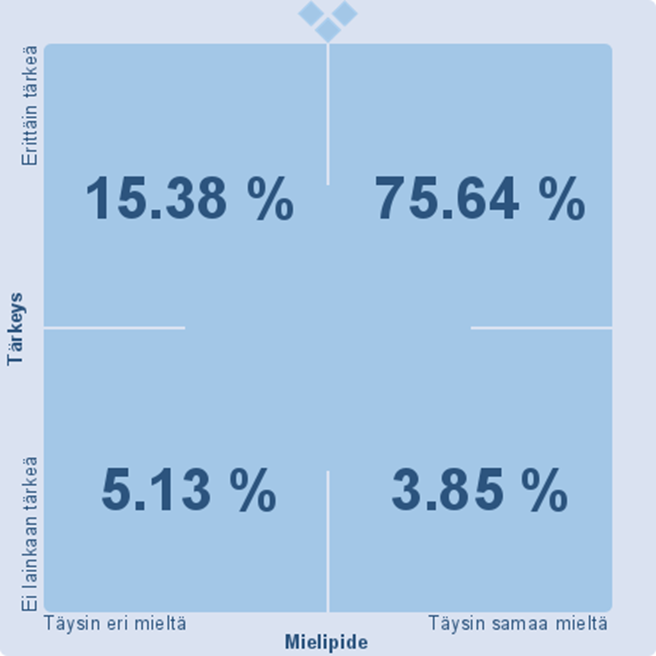 Erittäin tärkeä
15.38 %
75.64 %
Tärkeys
5.13 %
3.85 %
Ei lainkaan tärkeä
Täysin eri mieltä
Täysin samaa mieltä
Mielipide